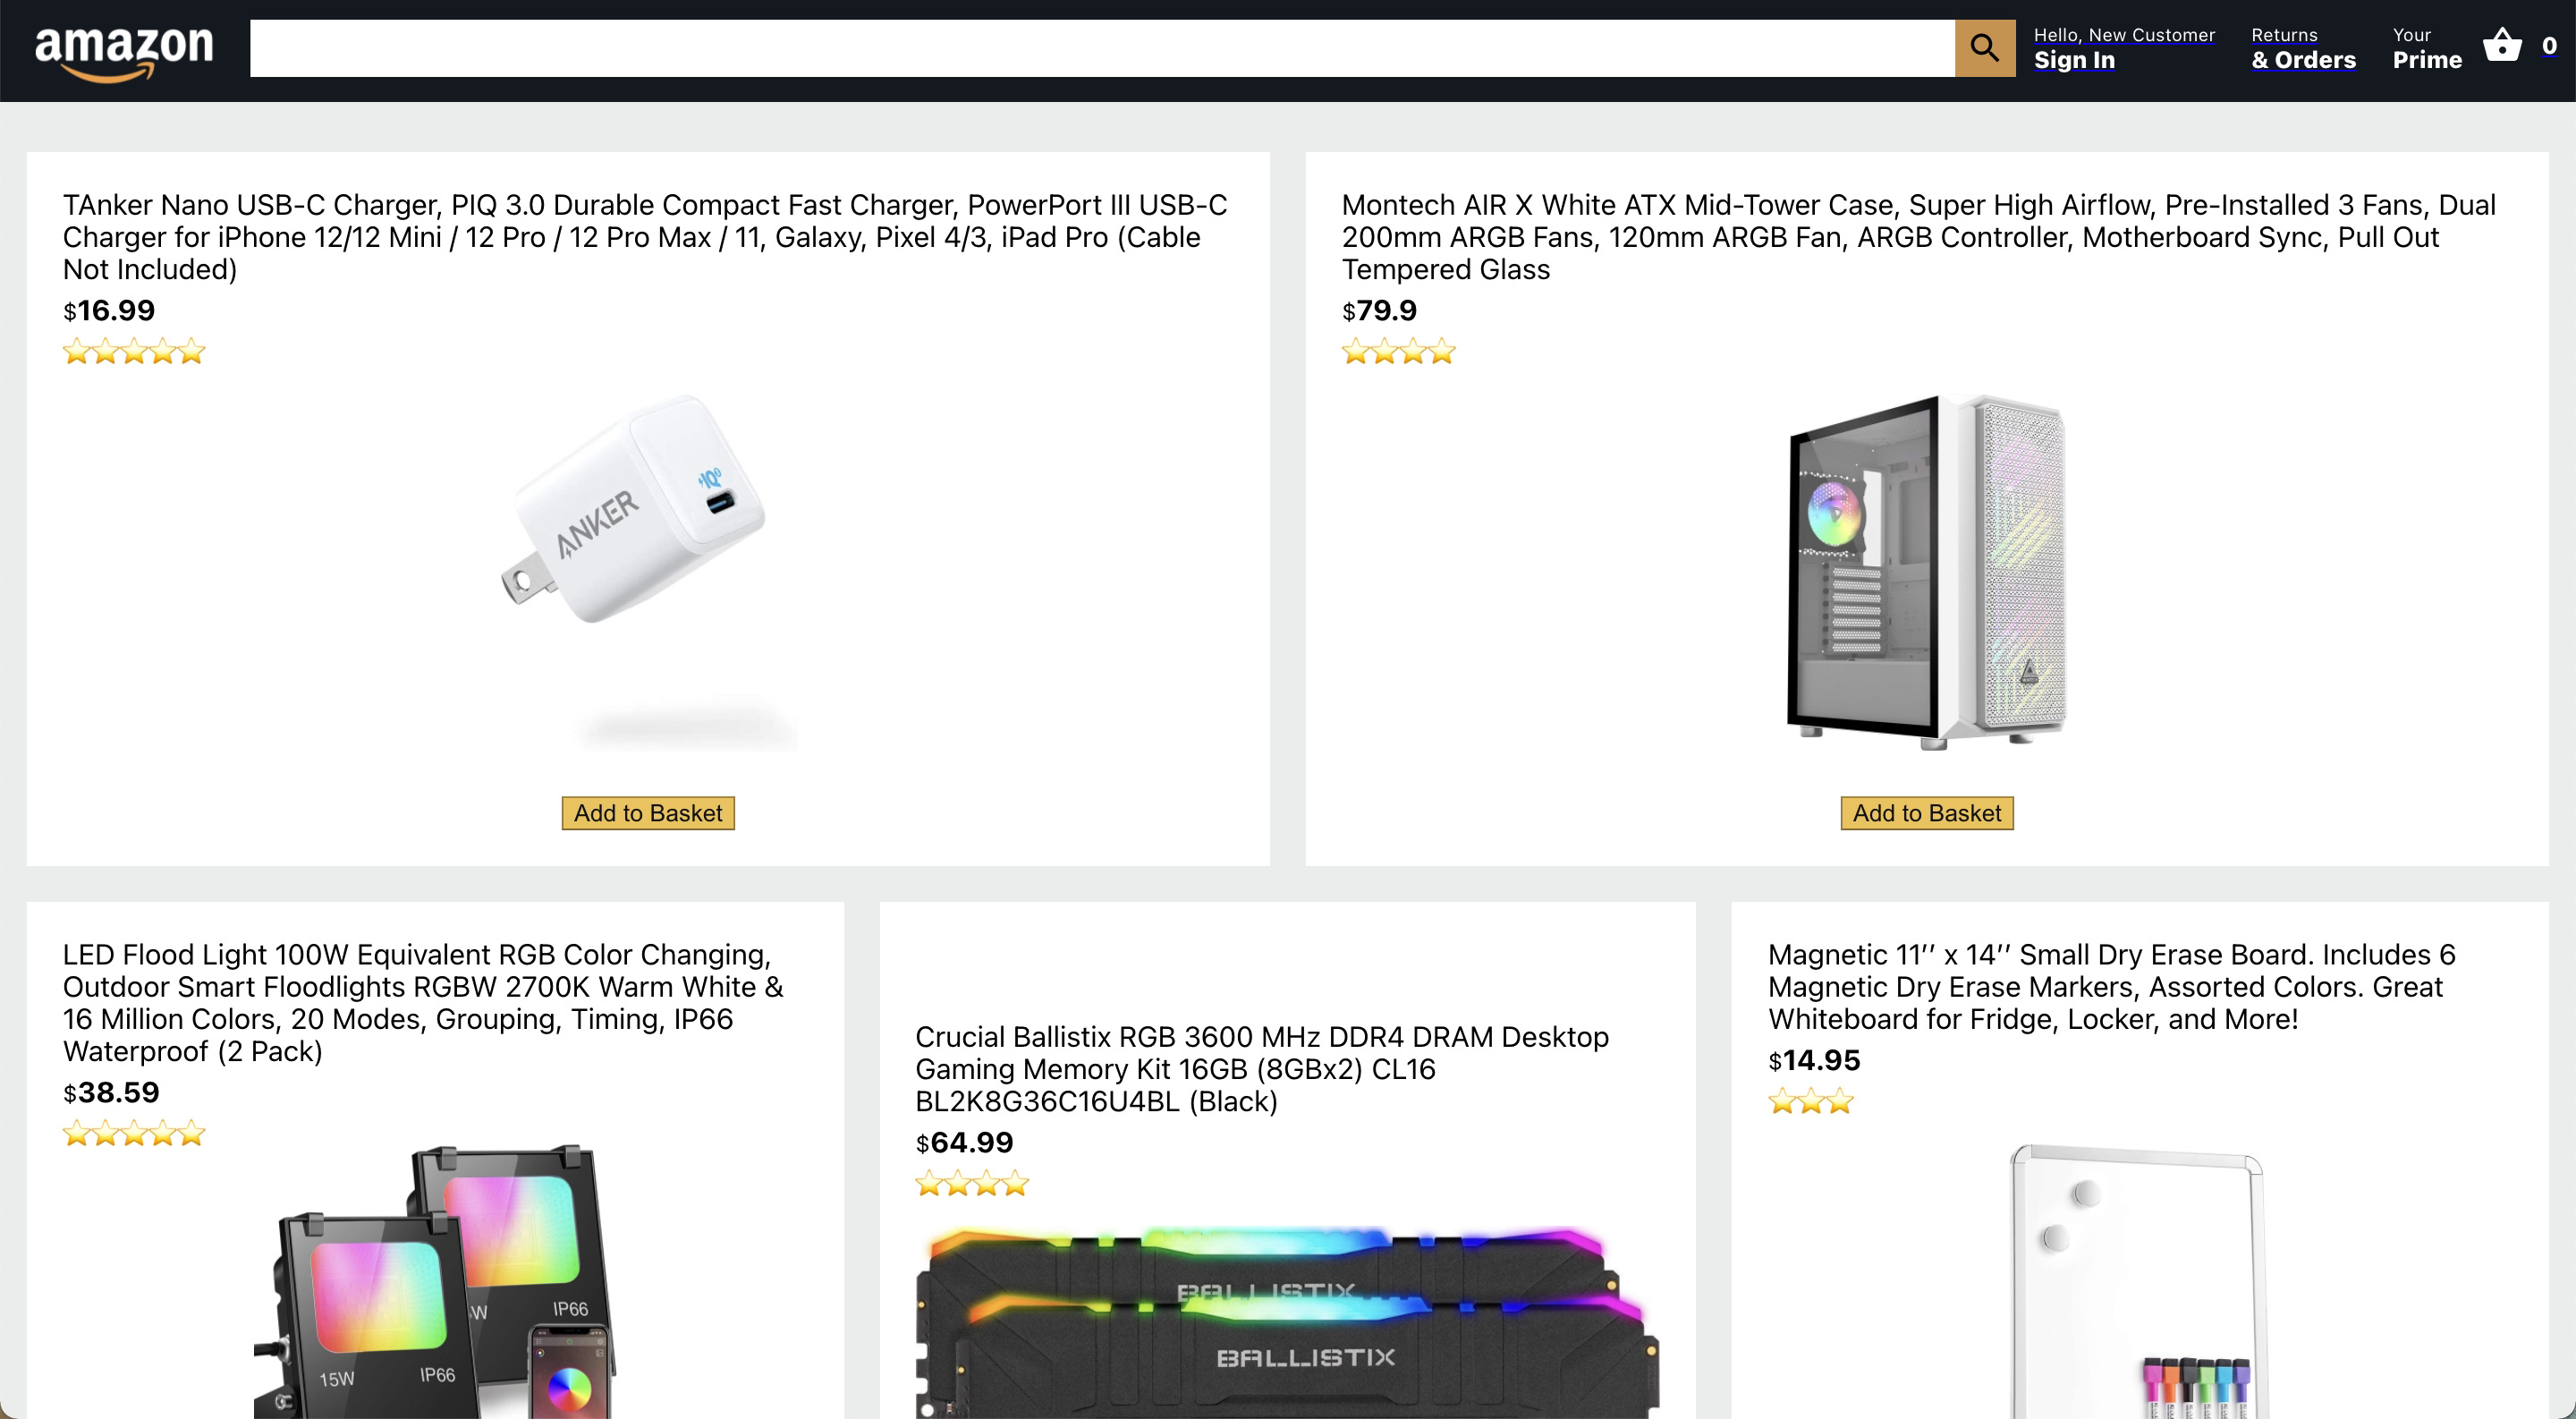 amazon
Hello, New Customer
Sign In
Returns
& Orders
Your
Prime
0
TAnker Nano USB-C Charger, PIQ 3.0 Durable Compact Fast Charger, PowerPort III USB-C
Charger for iPhone 12/12 Mini / 12 Pro / 12 Pro Max / 11, Galaxy, Pixel 4/3, iPad Pro (Cable
Not Included)
$16.99
IQ
ANKER
Add to Basket
Montech AIR X White ATX Mid-Tower Case, Super High Airflow, Pre-Installed 3 Fans, Dual
200mm ARGB Fans, 120mm ARGB Fan, ARGB Controller, Motherboard Sync, Pull Out
Tempered Glass
$79.9
Add to Basket
LED Flood Light 100W Equivalent RGB Color Changing,
Outdoor Smart Floodlights RGBW 2700K Warm White &
16 Million Colors, 20 Modes, Grouping, Timing, IP66
Waterproof (2 Pack)
$38.59
W IP66
15W IP66
Crucial Ballistix RGB 3600 MHz DDR4 DRAM Desktop
Gaming Memory Kit 16GB (8GBx2) CL16
BL2K8G36C16U4BL (Black)
$64.99
BALLISTIX
BALLISTIX
Magnetic 11’’ x 14’’ Small Dry Erase Board. Includes 6
Magnetic Dry Erase Markers, Assorted Colors. Great
Whiteboard for Fridge, Locker, and More!
$14.95